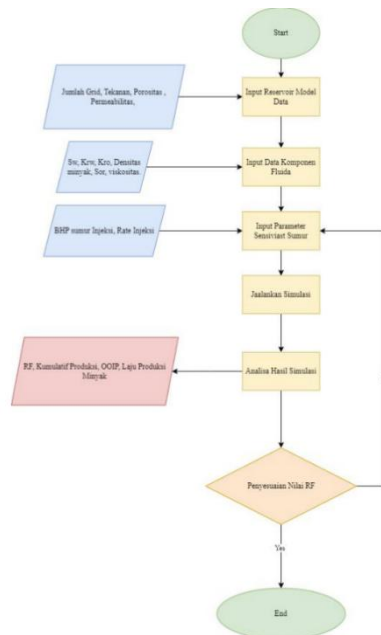 Start
Jumlah Grid, Tekanan, Porositas ,
Permeabilitas,
Input Reservoir Model
Data
Sw, Krw, Kro, Densitas
minyak, Sor, viskositas.
Input Data Komponen
Fluida
BHP sumur Injeksi, Rate Injeksi
Input Parameter
Sensiviast Sumur
Jaalankan Simulasi
RF, Kumulatif Produksi, OOIP, Laju Produksi
Minyak
Analisa Hasil Simulasi
Penyesuaian Nilai RF
Yes
End